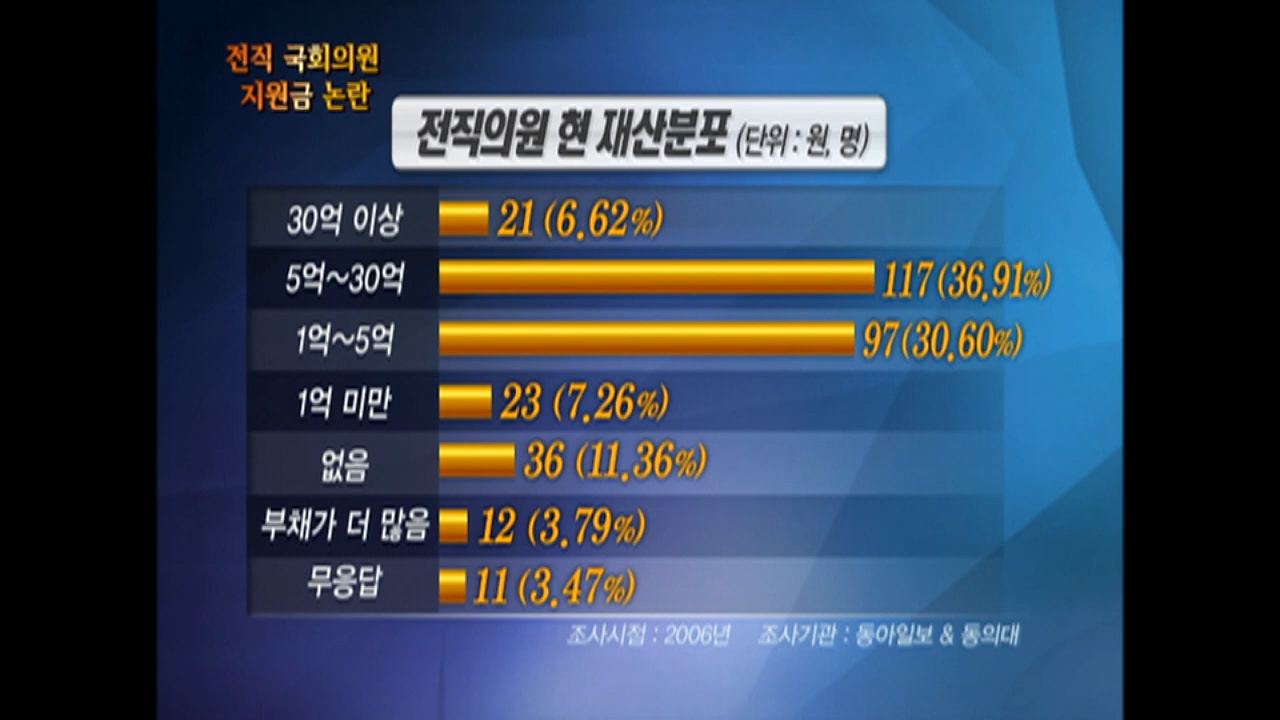 전직 국회의원
지원금 논란
전직의원 현 재산분포 (단위 : 원, 명)
30억 이상 21 (6.62%)
5억~30억 117 (36.91%)
1억~5억 97 (30.60%)
1억 미만 23 (7.26%)
없음 36 (11.36%)
부채가 더 많음 12 (3.79%)
무응답 11 (3.47%)
조사시점 : 2006년 조사기관 : 동아일보 & 동의대